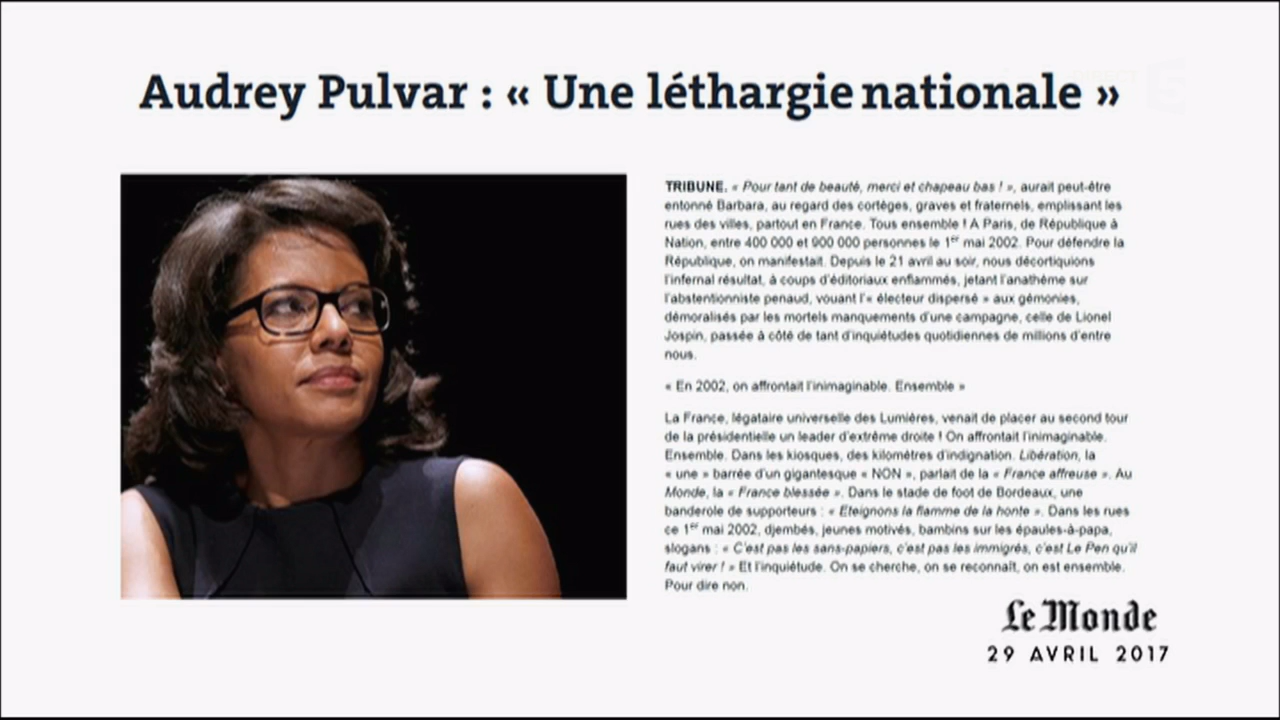 Audrey Pulvar : « Une léthargie nationale »
TRIBUNE. « Pour tant de beauté, merci et chapeau bas ! », aurait peut-être
entonné Barbara, au regard des cortèges, graves et fraternels, emplissant les
rues des villes, partout en France. Tous ensemble ! A Paris, de République à
Nation, entre 400 000 et 900 000 personnes le 1er mai 2002. Pour défendre la
République, on manifestait. Depuis le 21 avril au soir, nous décortiquions
l'infernal résultat, à coups d'éditoriaux enflammés, jetant l'anathème sur
l'abstentionniste penaud, vouant l'« électeur dispersé » aux gémonies,
démoralisés par les mortels manquements d'une campagne, celle de Lionel
Jospin, passée à côté de tant d'inquiétudes quotidiennes de millions d'entre
nous.
« En 2002, on affrontait l'inimaginable. Ensemble »
La France, légataire universelle des Lumières, venait de placer au second tour
de la présidentielle un leader d'extrême droite ! On affrontait l'inimaginable.
Ensemble. Dans les kiosques, des kilomètres d'indignation. Libération, la
« une » barrée d'un gigantesque « NON », parlait de la « France affreuse ». Au
Monde, la « France blessée ». Dans le stade de foot de Bordeaux, une
banderole de supporteurs : « Eteignons la flamme de la honte ». Dans les rues
ce 1er mai 2002, djembés, jeunes motivés, bambins sur les épaules-à-papa,
slogans : « C'est pas les sans-papiers, c'est pas les immigrés, c'est Le Pen qu'il
faut virer ! » Et l'inquiétude. On se cherche, on se reconnaît, on est ensemble.
Pour dire non.
Le Monde
29 AVRIL 2017